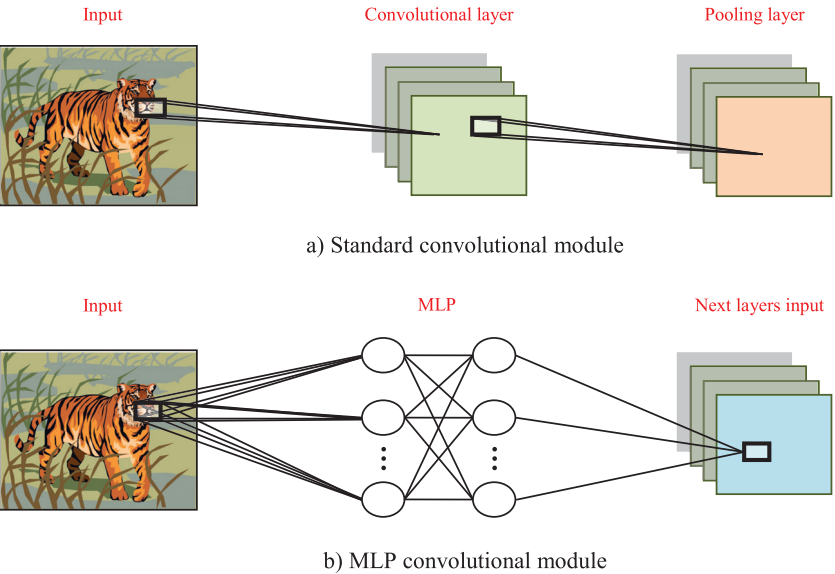 Input
Convolutional layer
Pooling layer
a) Standard convolutional module
Input
MLP
Next layers input
b) MLP convolutional module